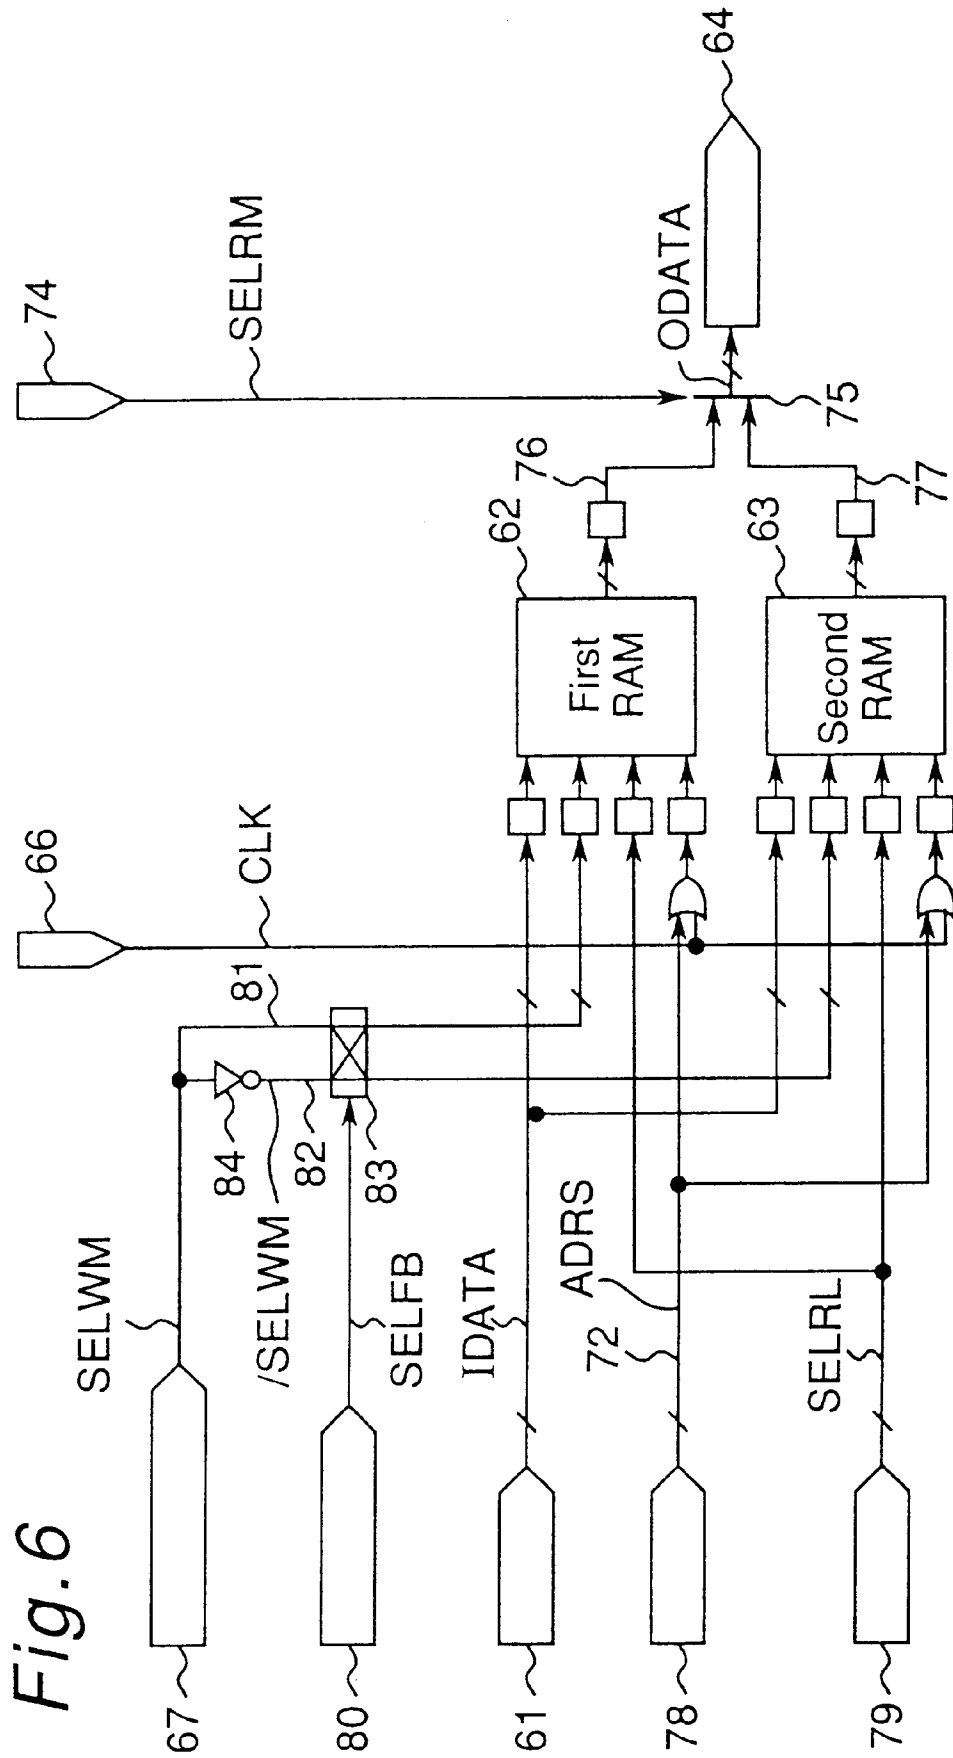 Fig. 6
67
SELWM
81
66
CLK
74
SELRM
84
/SELWM
82
83
80
SELFB
61
IDATA
First
RAM
62
76
ODATA
64
75
78
72
ADRS
Second
RAM
63
77
79
SELRL